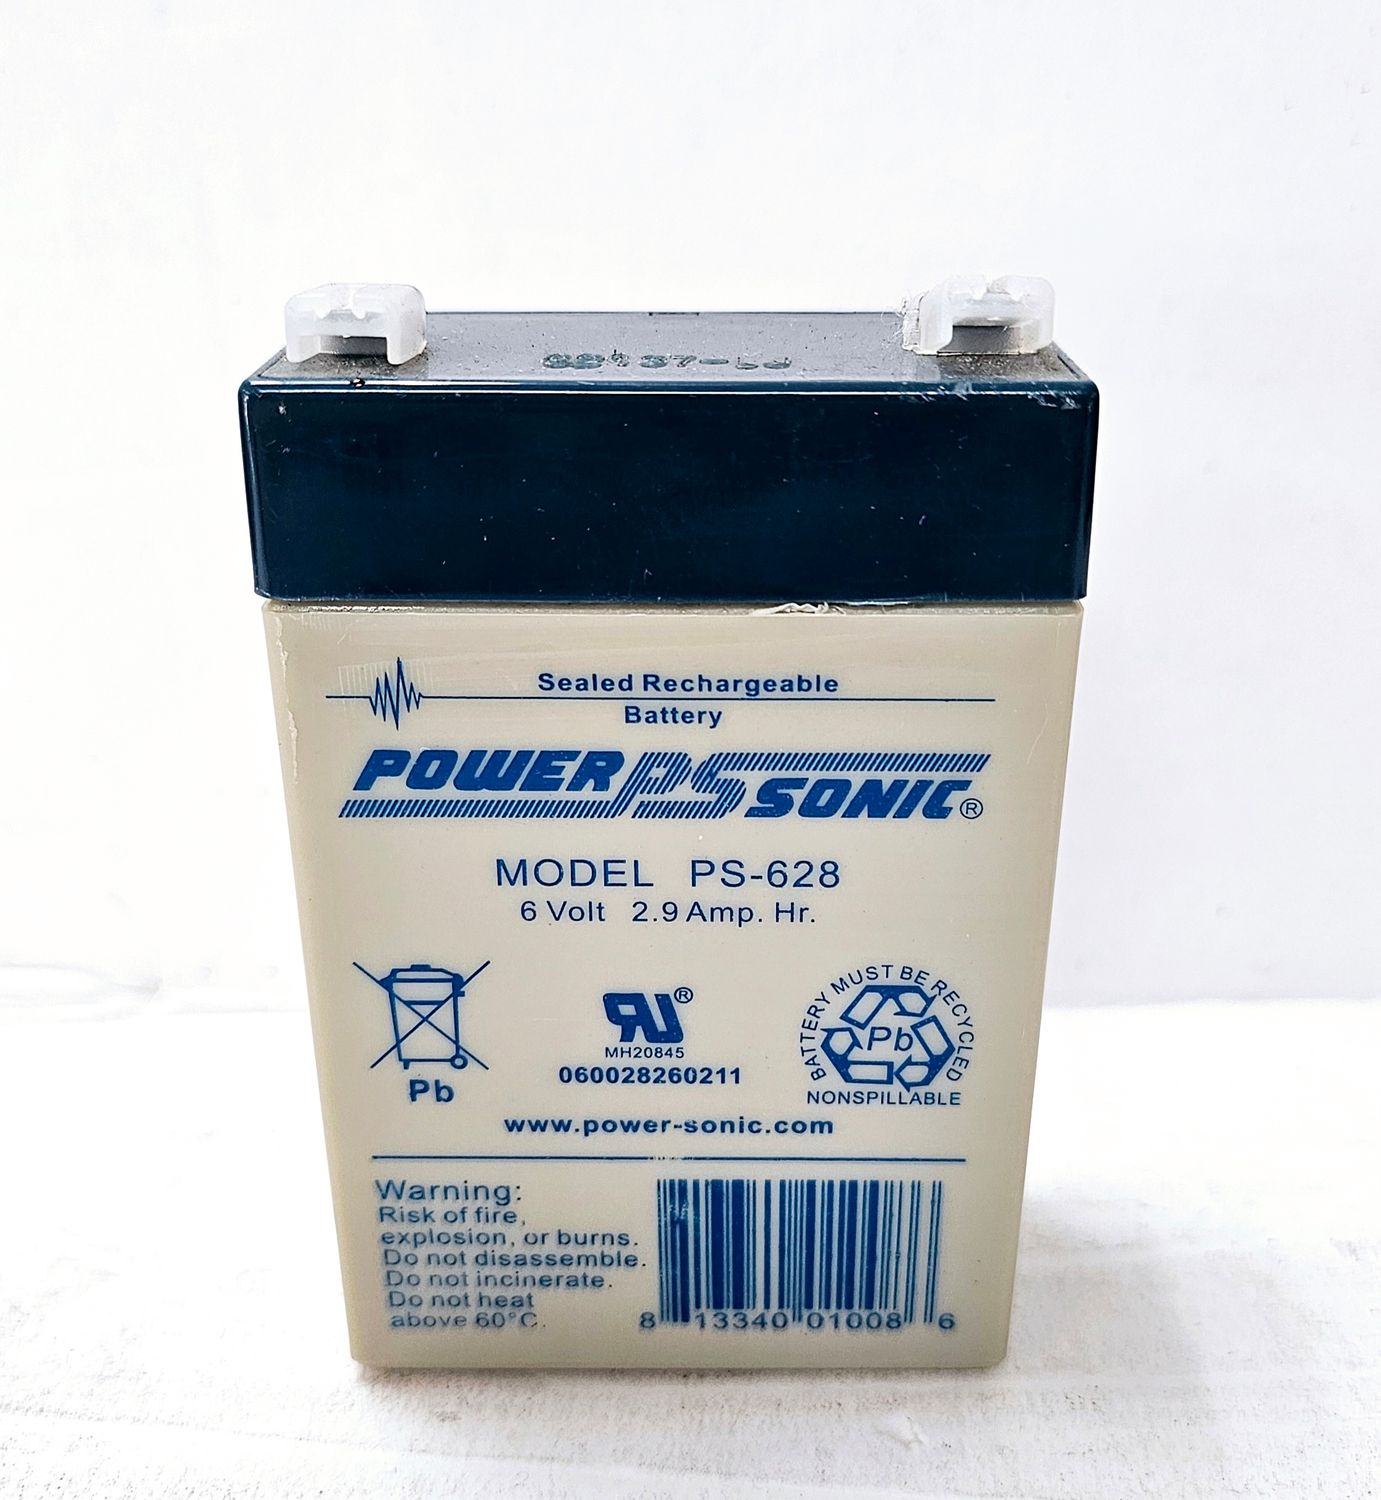 Sealed Rechargeable
Battery
POWER PS SONIC®
MODEL PS-628
6 Volt 2.9 Amp. Hr.
BATTERY MUST BE RECYCLED
Pb
NONSPILLABLE
Pb
RU®
MH20845
060028260211
www.power-sonic.com
Warning:
Risk of fire,
explosion, or burns.
Do not disassemble.
Do not incinerate.
Do not heat
above 60°C.
8 13340 01008 6